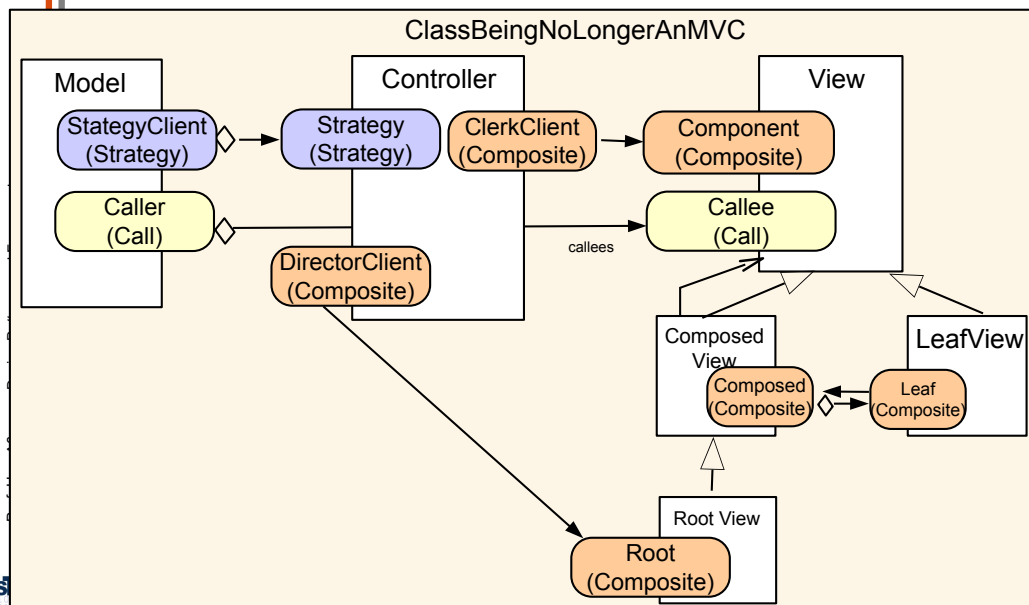 ClassBeingNoLongerAnMVC
Model
Controller
View
StategyClient
(Strategy)
Strategy
(Strategy)
ClerkClient
(Composite)
Component
(Composite)
Caller
(Call)
Callee
(Call)
callees
DirectorClient
(Composite)
Composed
View
LeafView
Composed
(Composite)
Leaf
(Composite)
Root View
Root
(Composite)